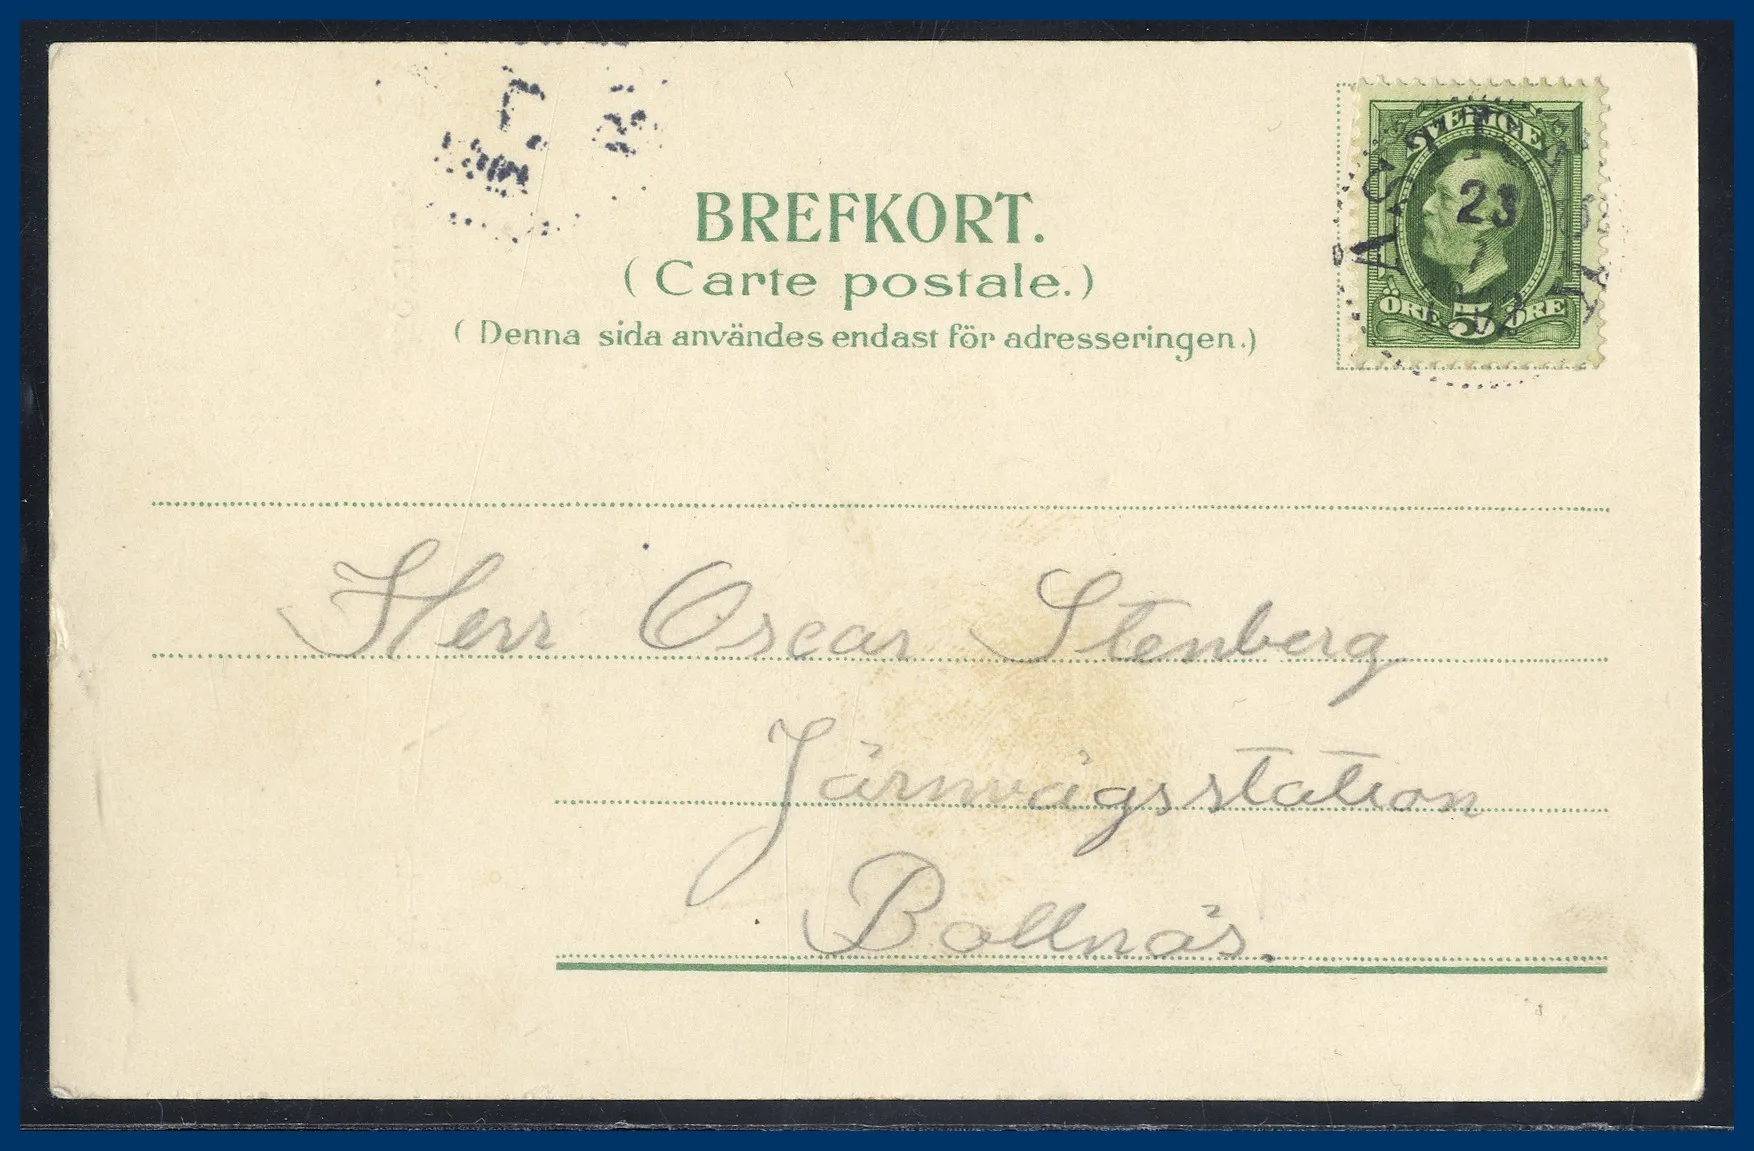 BREFKORT.
(Carte postale.)
(Denna sida användes endast för adresseringen.)
SVERIGE
23
ÖRE 5 ÖRE
Herr Oscar Stenberg
Järnvägsstation
Bollnäs.